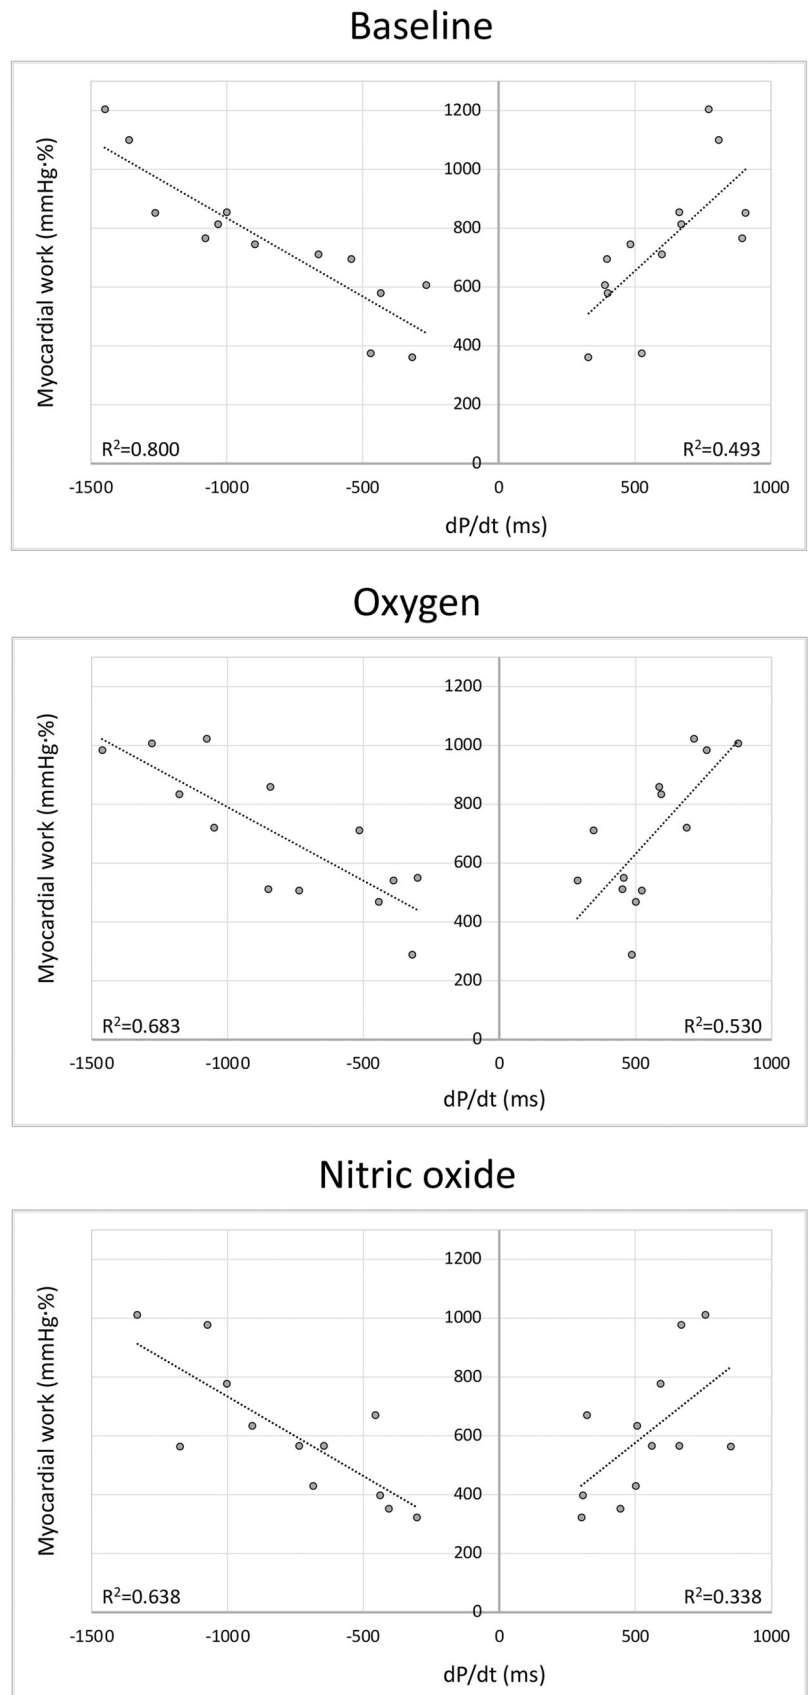 Baseline
Myocardial work (mmHg·%)
1200
1000
800
600
400
200
0
R²=0.800
R²=0.493
-1500 -1000 -500 0 500 1000
dP/dt (ms)
Oxygen
Myocardial work (mmHg·%)
1200
1000
800
600
400
200
0
R²=0.683
R²=0.530
-1500 -1000 -500 0 500 1000
dP/dt (ms)
Nitric oxide
Myocardial work (mmHg·%)
1200
1000
800
600
400
200
0
R²=0.638
R²=0.338
-1500 -1000 -500 0 500 1000
dP/dt (ms)